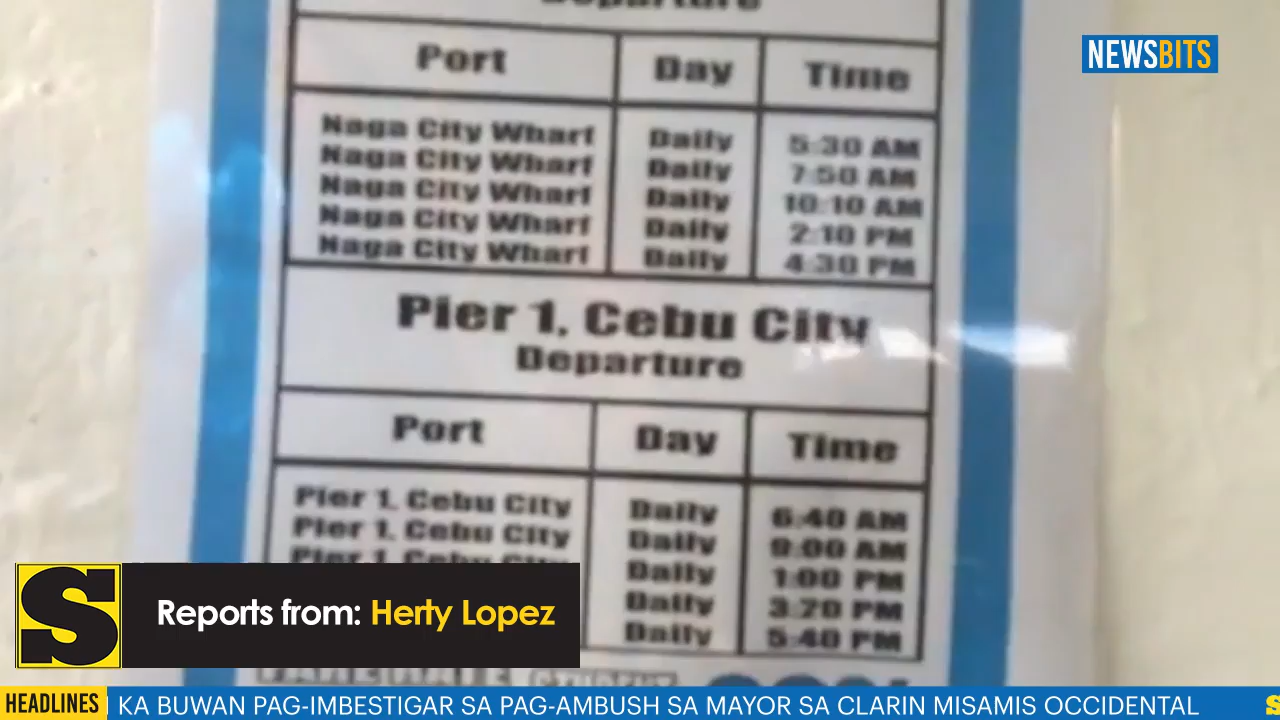 Departure
NEWSBITS
Port Day Time
Naga City Wharf Daily 5:30 AM
Naga City Wharf Daily 7:50 AM
Naga City Wharf Daily 10:10 AM
Naga City Wharf Daily 2:10 PM
Naga City Wharf Daily 4:30 PM
Pier 1, Cebu City
Departure
Port Day Time
Pier 1, Cebu City Daily 6:40 AM
Pier 1, Cebu City Daily 9:00 AM
Pier 1, Cebu City Daily 1:00 PM
Daily 3:20 PM
Daily 5:40 PM
S Reports from: Herty Lopez
HEADLINES KA BUWAN PAG-IMBESTIGAR SA PAG-AMBUSH SA MAYOR SA CLARIN MISAMIS OCCIDENTAL